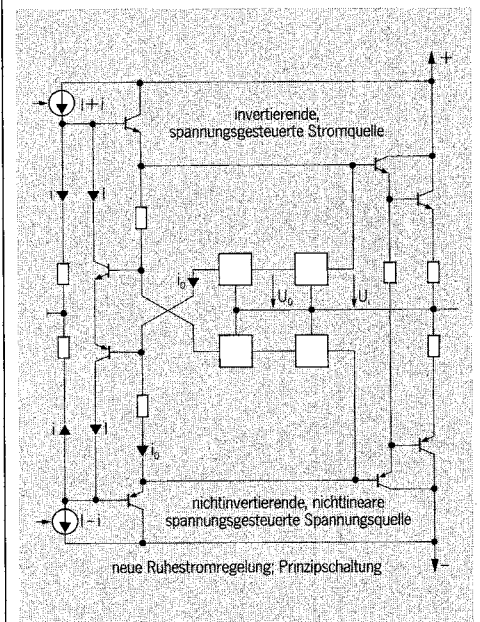 +
i+i
invertierende,
spannungsgesteuerte Stromquelle
I I
i₀ U₀ Uᵢ
i I
i₀
I−i
nichtinvertierende, nichtlineare
spannungsgesteuerte Spannungsquelle
neue Ruhestromregelung; Prinzipschaltung
−